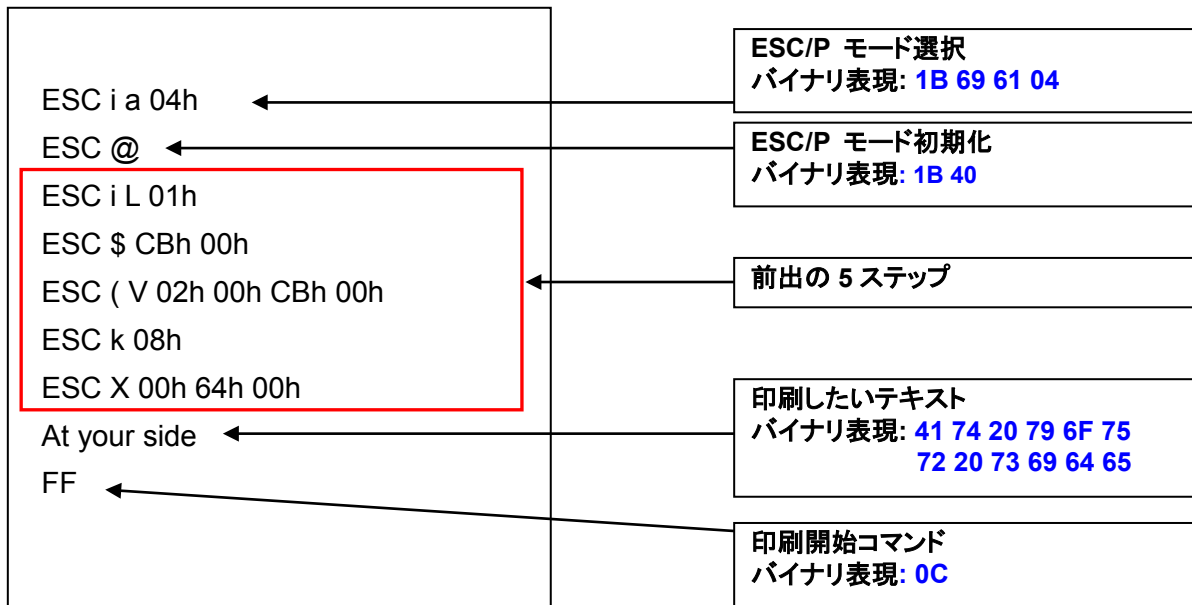 ESC i a 04h
ESC @
ESC i L 01h
ESC $ CBh 00h
ESC ( V 02h 00h CBh 00h
ESC k 08h
ESC X 00h 64h 00h
At your side
FF
ESC/P モード選択
バイナリ表現: 1B 69 61 04
ESC/P モード初期化
バイナリ表現: 1B 40
前出の 5 ステップ
印刷したいテキスト
バイナリ表現: 41 74 20 79 6F 75
72 20 73 69 64 65
印刷開始コマンド
バイナリ表現: 0C